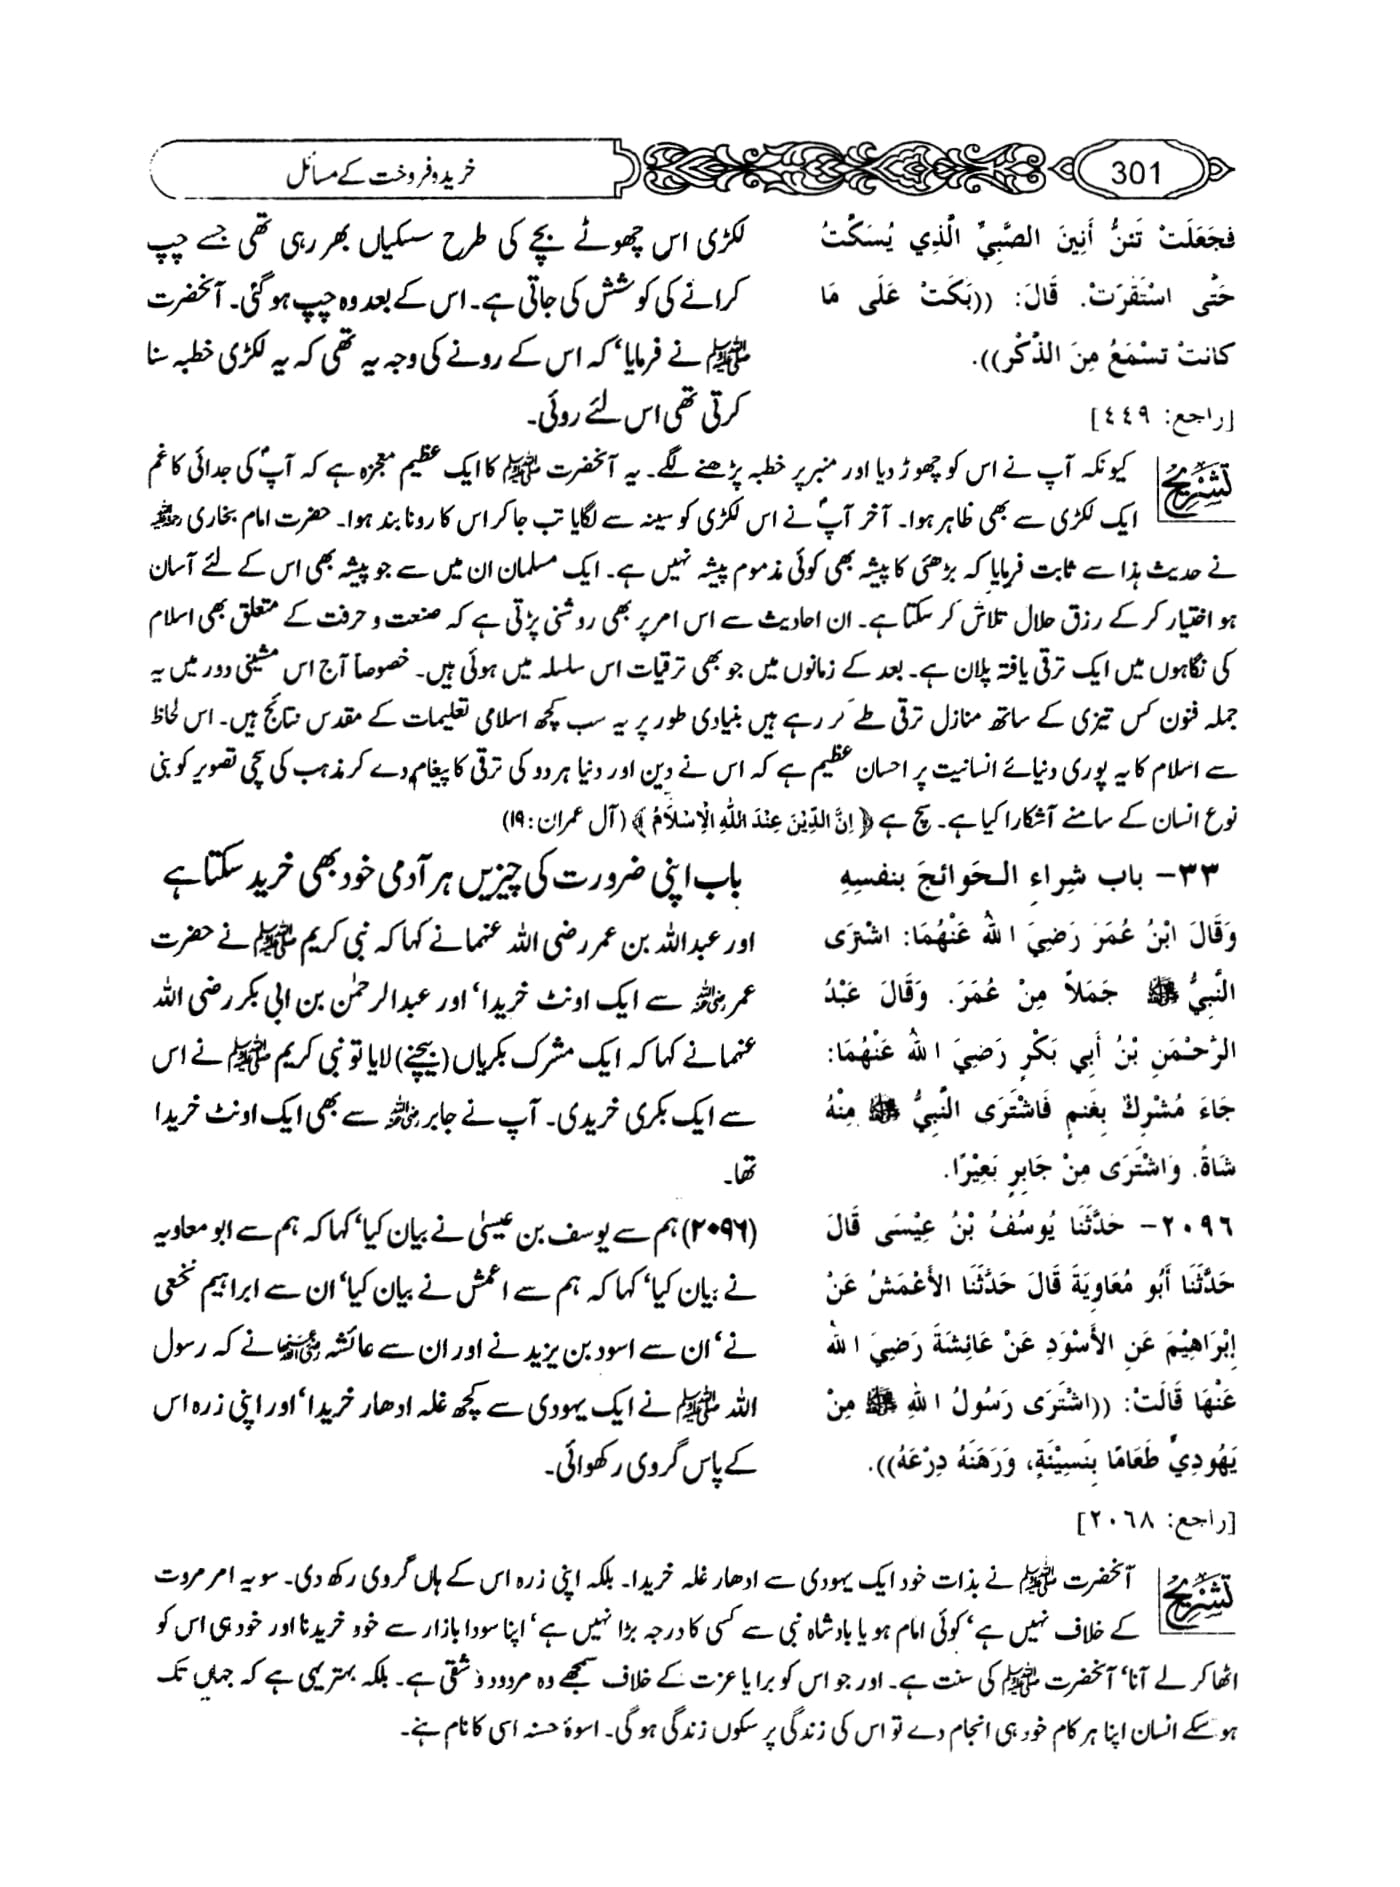 301
خرید و فروخت کے مسائل
فَجَعَلَتْ تَئِنُّ أَنِينَ الصَّبِيِّ الَّذِي يُسَكَّتُ
حَتَّى اسْتَقَرَّتْ. قَالَ: ((بَكَتْ عَلَى مَا
كَانَتْ تَسْمَعُ مِنَ الذِّكْرِ)).
[راجع: ٤٤٩]
لکڑی اس چھوٹے بچے کی طرح سسکیاں بھر رہی تھی جسے چپ
کرانے کی کوشش کی جاتی ہے۔ اس کے بعد وہ چپ ہو گئی۔ آنحضرت
ﷺ نے فرمایا‘ کہ اس کے رونے کی وجہ یہ تھی کہ یہ لکڑی خطبہ سنا
کرتی تھی اس لئے روئی۔
تشریح
کیونکہ آپ نے اس کو چھوڑ دیا اور منبر پر خطبہ پڑھنے لگے۔ یہ آنحضرت ﷺ کا ایک عظیم معجزہ ہے کہ آپؐ کی جدائی کا غم
ایک لکڑی سے بھی ظاہر ہوا۔ آخر آپؐ نے اس لکڑی کو سینہ سے لگایا تب جا کر اس کا رونا بند ہوا۔ حضرت امام بخاری رحمہ اللہ
نے حدیث ہذا سے ثابت فرمایا کہ بڑھئی کا پیشہ بھی کوئی مذموم پیشہ نہیں ہے۔ ایک مسلمان ان میں سے جو پیشہ بھی اس کے لئے آسان
ہو اختیار کر کے رزق حلال تلاش کر سکتا ہے۔ ان احادیث سے اس امر پر بھی روشنی پڑتی ہے کہ صنعت و حرفت کے متعلق بھی اسلام
کی نگاہوں میں ایک ترقی یافتہ پلان ہے۔ بعد کے زمانوں میں جو بھی ترقیات اس سلسلہ میں ہوئی ہیں۔ خصوصاً آج اس مشینی دور میں یہ
جملہ فنون کس تیزی کے ساتھ منازل ترقی طے کر رہے ہیں بنیادی طور پر یہ سب کچھ اسلامی تعلیمات کے مقدس نتائج ہیں۔ اس لحاظ
سے اسلام کا یہ پوری دنیائے انسانیت پر احسان عظیم ہے کہ اس نے دین اور دنیا ہر دو کی ترقی کا پیغام دے کر مذہب کی سچی تصویر کو بنی
نوع انسان کے سامنے آشکارا کیا ہے۔ سچ ہے ﴿ اِنَّ الدِّيْنَ عِنْدَ اللهِ الْاِسْلَامُ ﴾ (آل عمران: ۱۹)
٣٣- باب شِراءِ الحَوائجَ بنفسِهِ
وَقَالَ ابْنُ عُمَرَ رَضِيَ اللهُ عَنْهُمَا: اشْتَرَى
النَّبِيُّ ﷺ جَمَلاً مِنْ عُمَرَ. وَقَالَ عَبْدُ
الرَّحْمَنِ بْنُ أَبِي بَكْرٍ رَضِيَ اللهُ عَنْهُمَا:
جَاءَ مُشْرِكٌ بِغَنَمٍ فَاشْتَرَى النَّبِيُّ ﷺ مِنْهُ
شَاةً. وَاشْتَرَى مِنْ جَابِرٍ بَعِيْرًا.
باب اپنی ضرورت کی چیزیں ہر آدمی خود بھی خرید سکتا ہے
اور عبداللہ بن عمر رضی اللہ عنہما نے کہا کہ نبی کریم ﷺ نے حضرت
عمر رضی اللہ عنہ سے ایک اونٹ خریدا‘ اور عبدالرحمٰن بن ابی بکر رضی اللہ
عنہما نے کہا کہ ایک مشرک بکریاں (بیچنے) لایا تو نبی کریم ﷺ نے اس
سے ایک بکری خریدی۔ آپ نے جابر رضی اللہ عنہ سے بھی ایک اونٹ خریدا
تھا۔
٢٠٩٦- حَدَّثَنَا يُوسُفُ بْنُ عِيْسَى قَالَ
حَدَّثَنَا أَبُو مُعَاوِيَةَ قَالَ حَدَّثَنَا الأَعْمَشُ عَنْ
إِبْرَاهِيْمَ عَنِ الأَسْوَدِ عَنْ عَائِشَةَ رَضِيَ اللهُ
عَنْهَا قَالَتْ: ((اشْتَرَى رَسُولُ اللهِ ﷺ مِنْ
يَهُودِيٍّ طَعَامًا بِنَسِيْئَةٍ، وَرَهَنَهُ دِرْعَهُ)).
[راجع: ٢٠٦٨]
(۲۰۹۶) ہم سے یوسف بن عیسیٰ نے بیان کیا‘ کہا کہ ہم سے ابو معاویہ
نے بیان کیا‘ کہا کہ ہم سے اعمش نے بیان کیا‘ ان سے ابراہیم نخعی
نے‘ ان سے اسود بن یزید نے اور ان سے عائشہ رضی اللہ عنہا نے کہ رسول
اللہ ﷺ نے ایک یہودی سے کچھ غلہ ادھار خریدا‘ اور اپنی زرہ اس
کے پاس گروی رکھوائی۔
تشریح
آنحضرت ﷺ نے بذات خود ایک یہودی سے ادھار غلہ خریدا۔ بلکہ اپنی زرہ اس کے ہاں گروی رکھ دی۔ سو یہ امر مروت
کے خلاف نہیں ہے‘ کوئی امام ہو یا بادشاہ نبی سے کسی کا درجہ بڑا نہیں ہے‘ اپنا سودا بازار سے خود خریدنا اور خود ہی اس کو
اٹھا کر لے آنا‘ آنحضرت ﷺ کی سنت ہے۔ اور جو اس کو برا یا عزت کے خلاف سمجھے وہ مردود و شقی ہے۔ بلکہ بہتر یہی ہے کہ جہاں تک
ہو سکے انسان اپنا ہر کام خود ہی انجام دے تو اس کی زندگی پر سکوں زندگی ہو گی۔ اسوۂ حسنہ اسی کا نام ہے۔